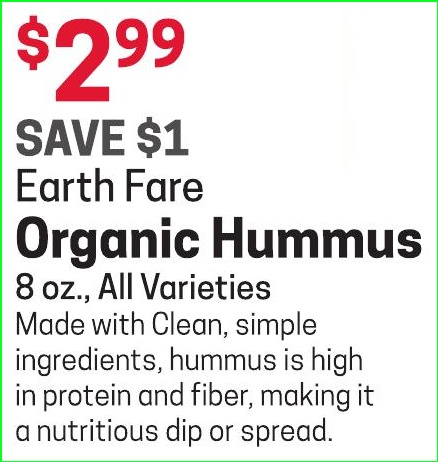 $2.99
SAVE $1
Earth Fare
Organic Hummus
8 oz., All Varieties
Made with Clean, simple
ingredients, hummus is high
in protein and fiber, making it
a nutritious dip or spread.